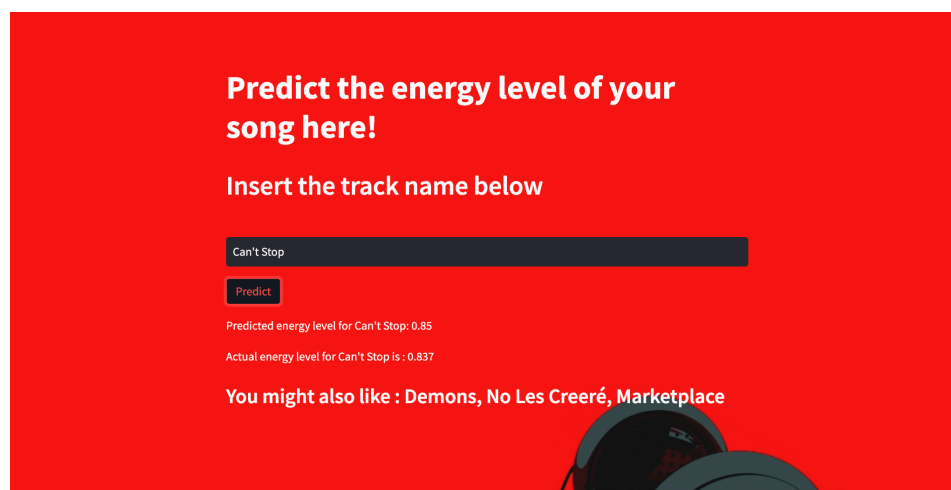 Predict the energy level of your
song here!
Insert the track name below
Can't Stop
Predict
Predicted energy level for Can't Stop: 0.85
Actual energy level for Can't Stop is : 0.837
You might also like : Demons, No Les Creeré, Marketplace